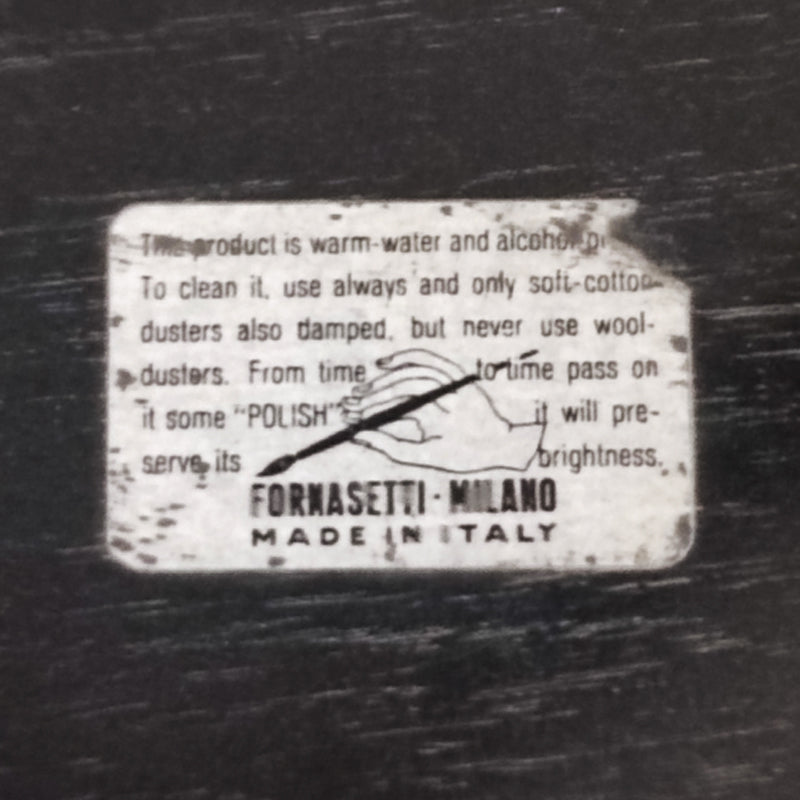 This product is warm-water and alcohol
To clean it, use always and only soft-cotton-
dusters also damped, but never use wool-
dusters. From time to time pass on
it some "POLISH" it will pre-
serve its brightness.
FORNASETTI - MILANO
MADE IN ITALY